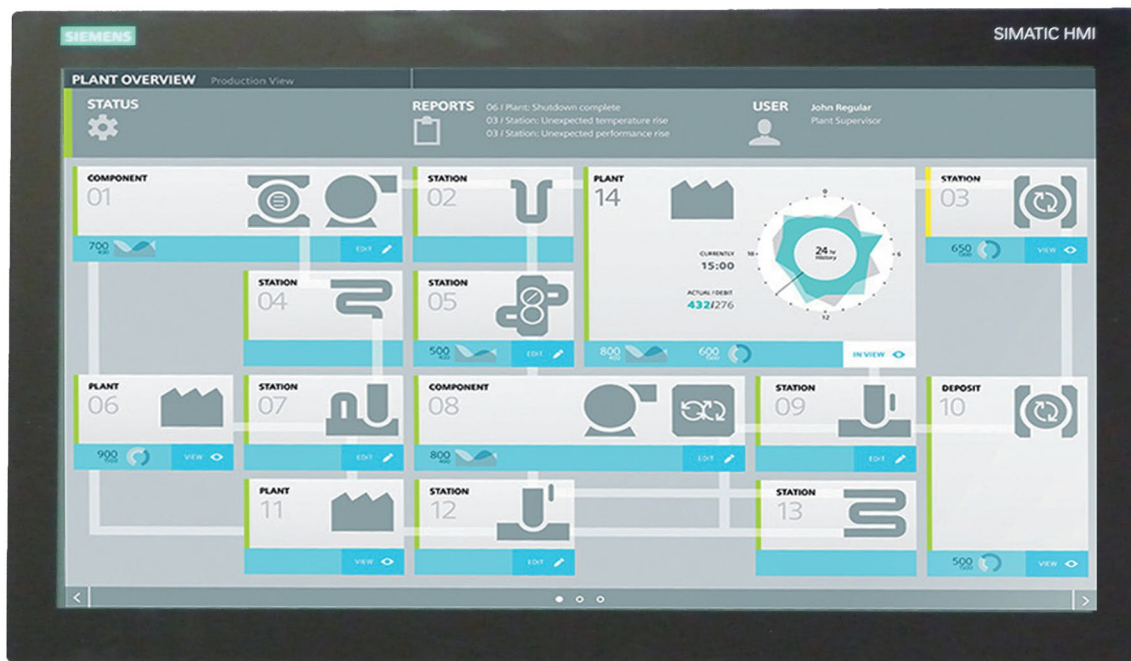 SIEMENS
SIMATIC HMI
PLANT OVERVIEW Production View
STATUS
REPORTS
06 / Plant: Shutdown complete
03 / Station: Unexpected temperature rise
03 / Station: Unexpected performance rise
USER
John Regular
Plant Supervisor
COMPONENT
01
700
EDIT
STATION
02
PLANT
14
CURRENTLY
15:00
ACTUAL / DEBIT
432/276
0
6
12
18
24 hr
History
800
600
IN VIEW
STATION
03
650
VIEW
STATION
04
STATION
05
500
EDIT
PLANT
06
900
VIEW
STATION
07
EDIT
COMPONENT
08
800
EDIT
STATION
09
EDIT
DEPOSIT
10
500
VIEW
PLANT
11
VIEW
STATION
12
EDIT
STATION
13